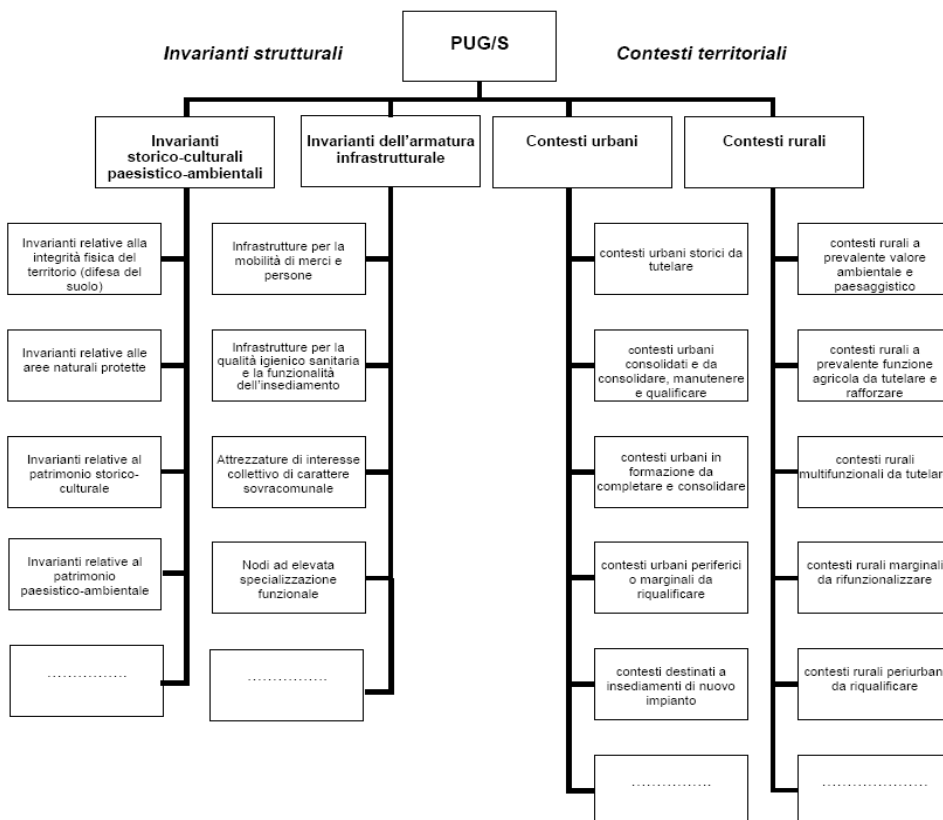 PUG/S
Invarianti strutturali
Contesti territoriali
Invarianti
storico-culturali
paesistico-ambientali
Invarianti dell'armatura
infrastrutturale
Contesti urbani
Contesti rurali
Invarianti relative alla
integrità fisica del
territorio (difesa del
suolo)
Invarianti relative alle
aree naturali protette
Invarianti relative al
patrimonio storico-
culturale
Invarianti relative al
patrimonio
paesistico-ambientale
................
Infrastrutture per la
mobilità di merci e
persone
Infrastrutture per la
qualità igienico sanitaria
e la funzionalità
dell'insediamento
Attrezzature di interesse
collettivo di carattere
sovracomunale
Nodi ad elevata
specializzazione
funzionale
................
contesti urbani storici da
tutelare
contesti urbani
consolidati e da
consolidare, manutenere
e qualificare
contesti urbani in
formazione da
completare e consolidare
contesti urbani periferici
o marginali da
riqualificare
contesti destinati a
insediamenti di nuovo
impianto
................
contesti rurali a
prevalente valore
ambientale e
paesaggistico
contesti rurali a
prevalente funzione
agricola da tutelare e
rafforzare
contesti rurali
multifunzionali da tutelar
contesti rurali marginali
da rifunzionalizzare
contesti rurali periurban
da riqualificare
......................